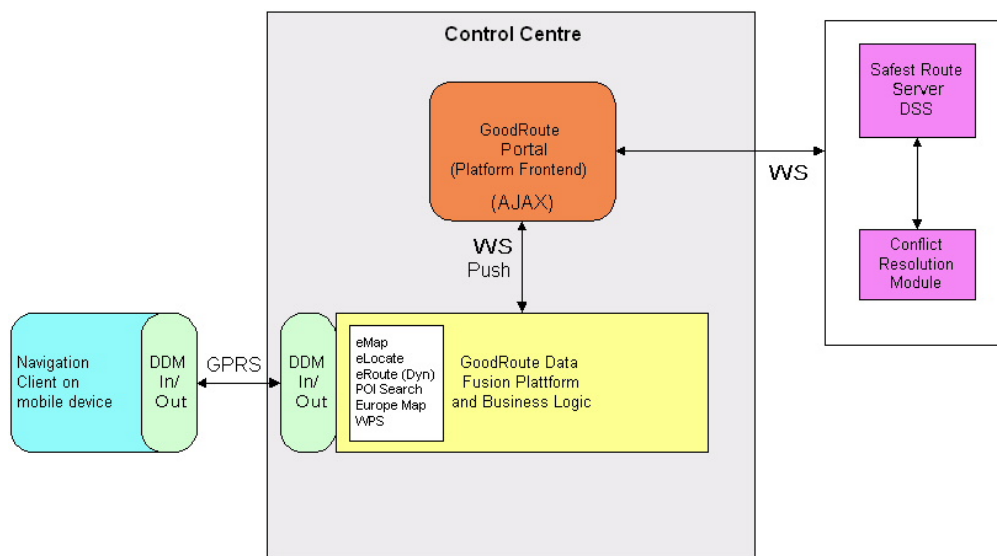 Control Centre
GoodRoute
Portal
(Platform Frontend)
(AJAX)
WS
Safest Route
Server
DSS
Conflict
Resolution
Module
WS
Push
Navigation
Client on
mobile device
DDM
In/
Out
GPRS
DDM
In/
Out
eMap
eLocate
eRoute (Dyn)
POI Search
Europe Map
WPS
GoodRoute Data
Fusion Plattform
and Business Logic